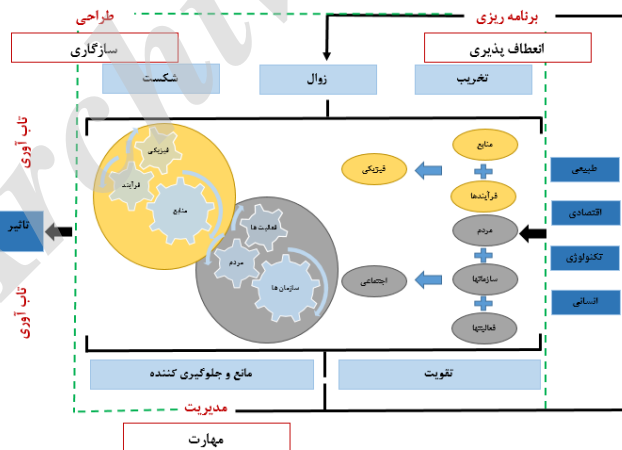 برنامه ریزی
طراحی
انعطاف پذیری
سازگاری
تخریب
زوال
شکست
تاب آوری
تاب آوری
طبیعی
اقتصادی
تکنولوژی
انسانی
منابع
فرآیندها
مردم
سازمانها
فعالیتها
فیزیکی
اجتماعی
فیزیکی
فرآیند
منابع
فعالیت ها
مردم
سازمان ها
تاثیر
تقویت
مانع و جلوگیری کننده
مدیریت
مهارت